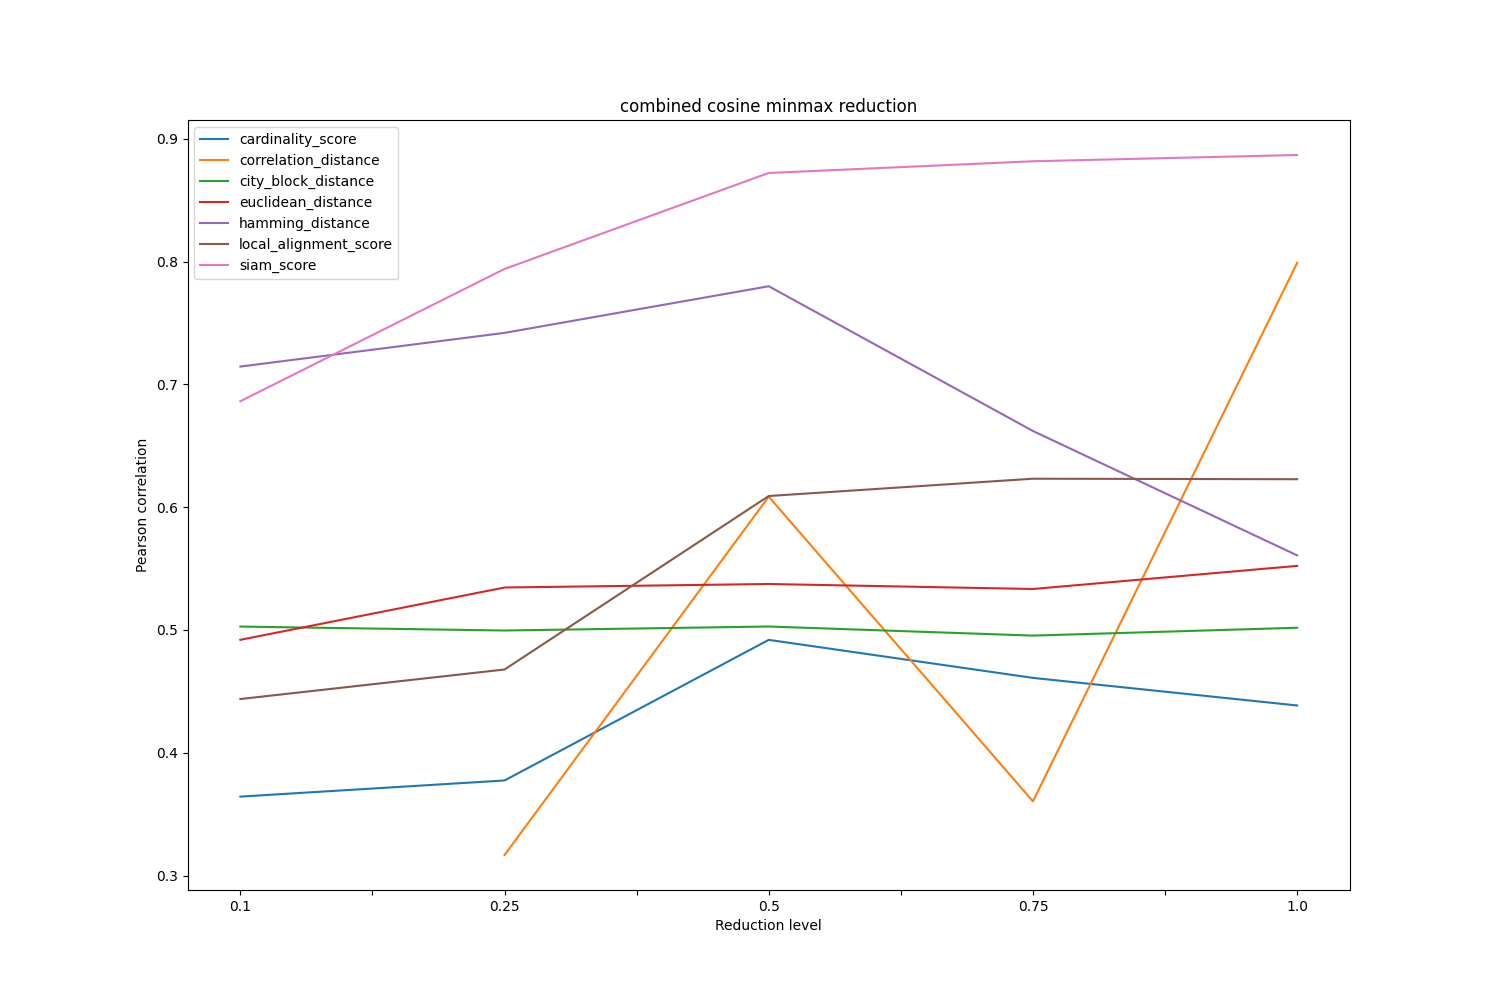 combined cosine minmax reduction
cardinality_score
correlation_distance
city_block_distance
euclidean_distance
hamming_distance
local_alignment_score
siam_score
0.9
0.8
0.7
0.6
0.5
0.4
0.3
Pearson correlation
0.1 0.25 0.5 0.75 1.0
Reduction level